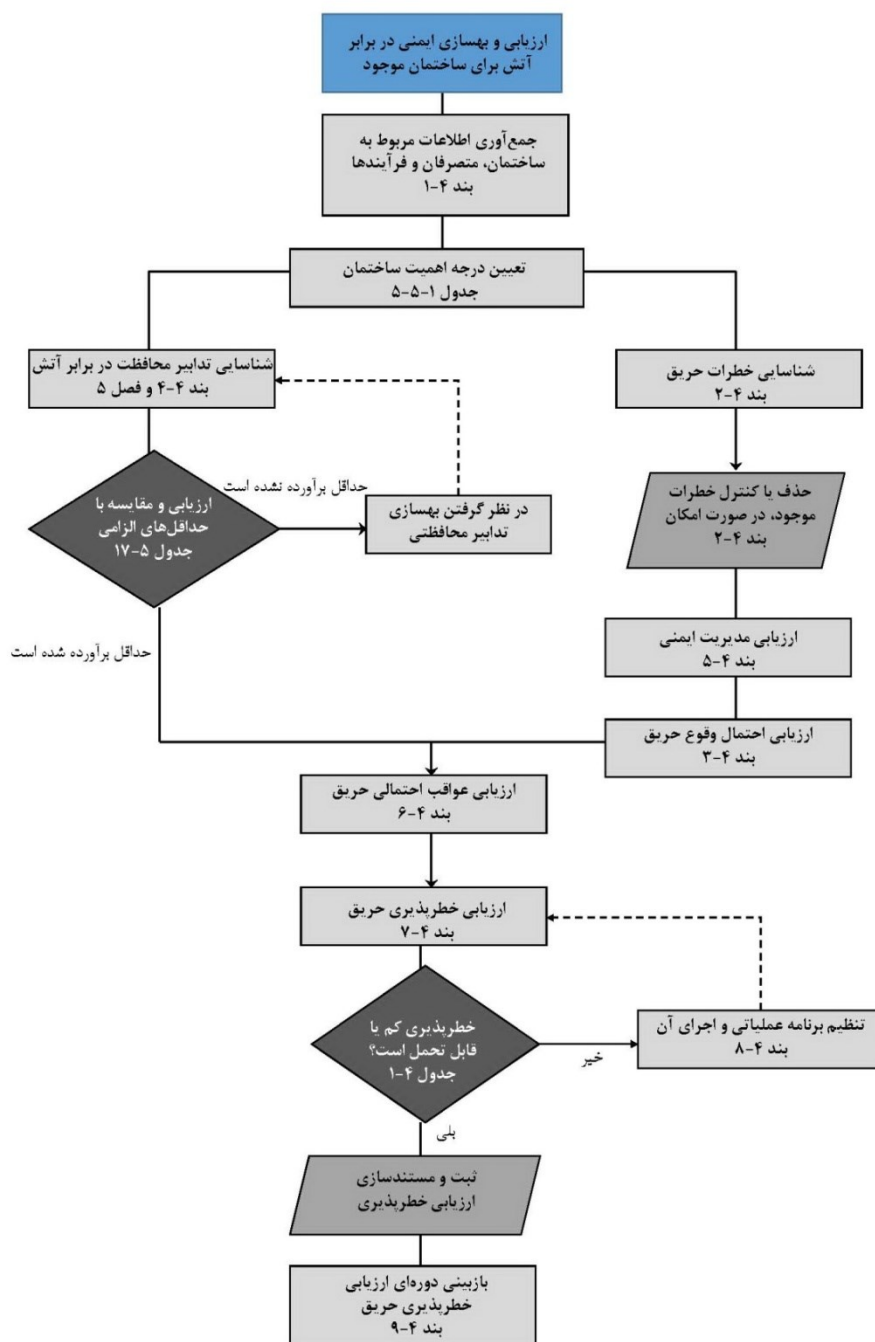 ارزیابی و بهسازی ایمنی در برابر
آتش برای ساختمان موجود
جمع‌آوری اطلاعات مربوط به
ساختمان، متصرفان و فرآیندها
بند ۴-۱
تعیین درجه اهمیت ساختمان
جدول ۱-۵-۵
شناسایی تدابیر محافظت در برابر آتش
بند ۴-۴ و فصل ۵
شناسایی خطرات حریق
بند ۴-۲
ارزیابی و مقایسه با
حداقل‌های الزامی
جدول ۵-۱۷
حداقل برآورده نشده است
در نظر گرفتن بهسازی
تدابیر محافظتی
حذف یا کنترل خطرات
موجود، در صورت امکان
بند ۴-۲
حداقل برآورده شده است
ارزیابی مدیریت ایمنی
بند ۴-۵
ارزیابی احتمال وقوع حریق
بند ۴-۳
ارزیابی عواقب احتمالی حریق
بند ۴-۶
ارزیابی خطرپذیری حریق
بند ۴-۷
خطرپذیری کم یا
قابل تحمل است؟
جدول ۴-۱
خیر
تنظیم برنامه عملیاتی و اجرای آن
بند ۴-۸
بلی
ثبت و مستندسازی
ارزیابی خطرپذیری
بازبینی دوره‌ای ارزیابی
خطرپذیری حریق
بند ۴-۹